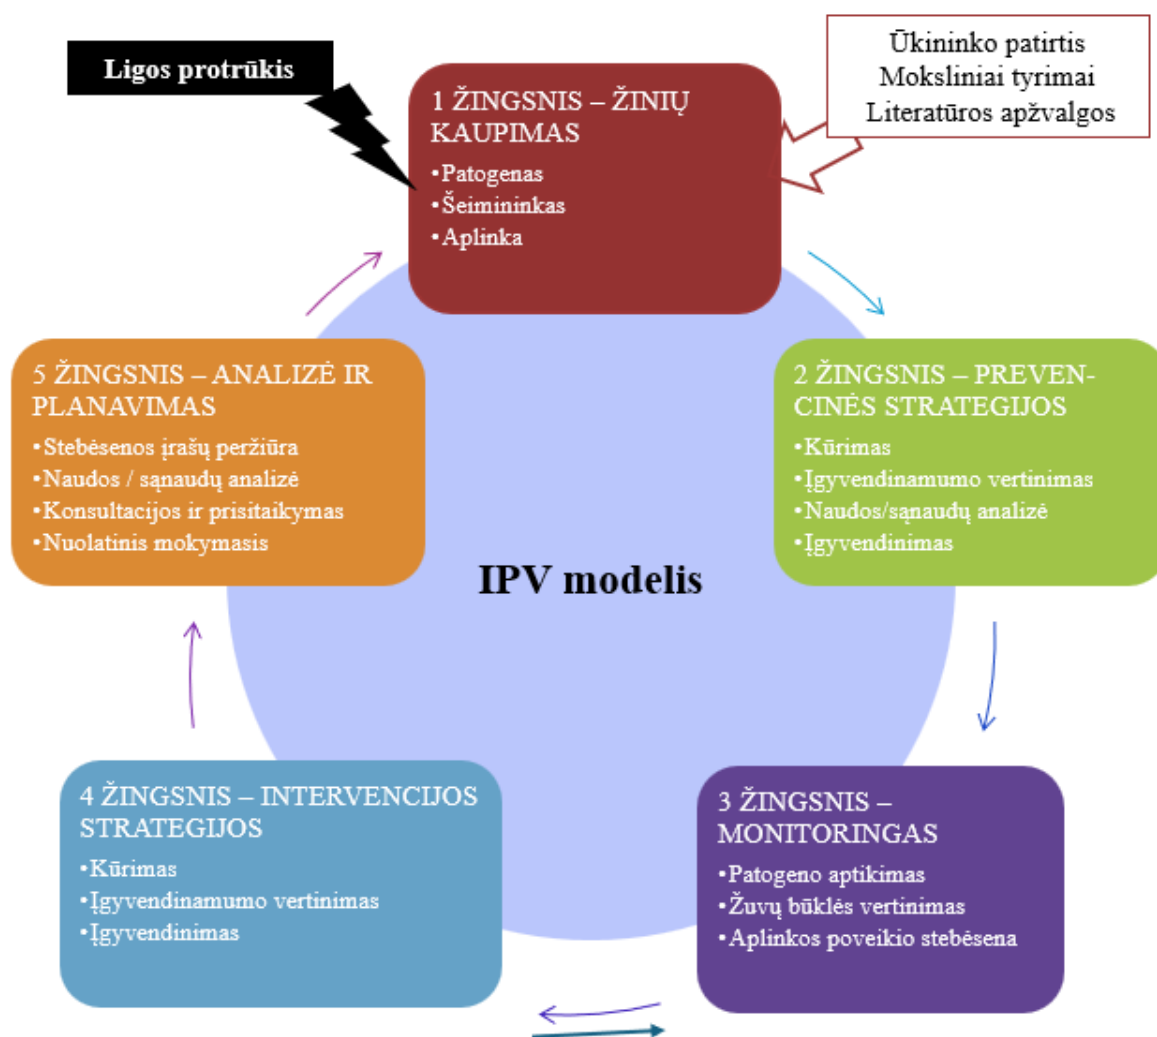 Ligos protrūkis
Ūkininko patirtis
Moksliniai tyrimai
Literatūros apžvalgos
1 ŽINGSNIS – ŽINIŲ
KAUPIMAS
•Patogenas
•Šeimininkas
•Aplinka
2 ŽINGSNIS – PREVEN-
CINĖS STRATEGIJOS
•Kūrimas
•Įgyvendinamumo vertinimas
•Naudos/sąnaudų analizė
•Įgyvendinimas
3 ŽINGSNIS –
MONITORINGAS
•Patogeno aptikimas
•Žuvų būklės vertinimas
•Aplinkos poveikio stebėsena
4 ŽINGSNIS – INTERVENCIJOS
STRATEGIJOS
•Kūrimas
•Įgyvendinamumo vertinimas
•Įgyvendinimas
5 ŽINGSNIS – ANALIZĖ IR
PLANAVIMAS
•Stebėsenos įrašų peržiūra
•Naudos / sąnaudų analizė
•Konsultacijos ir prisitaikymas
•Nuolatinis mokymasis
IPV modelis